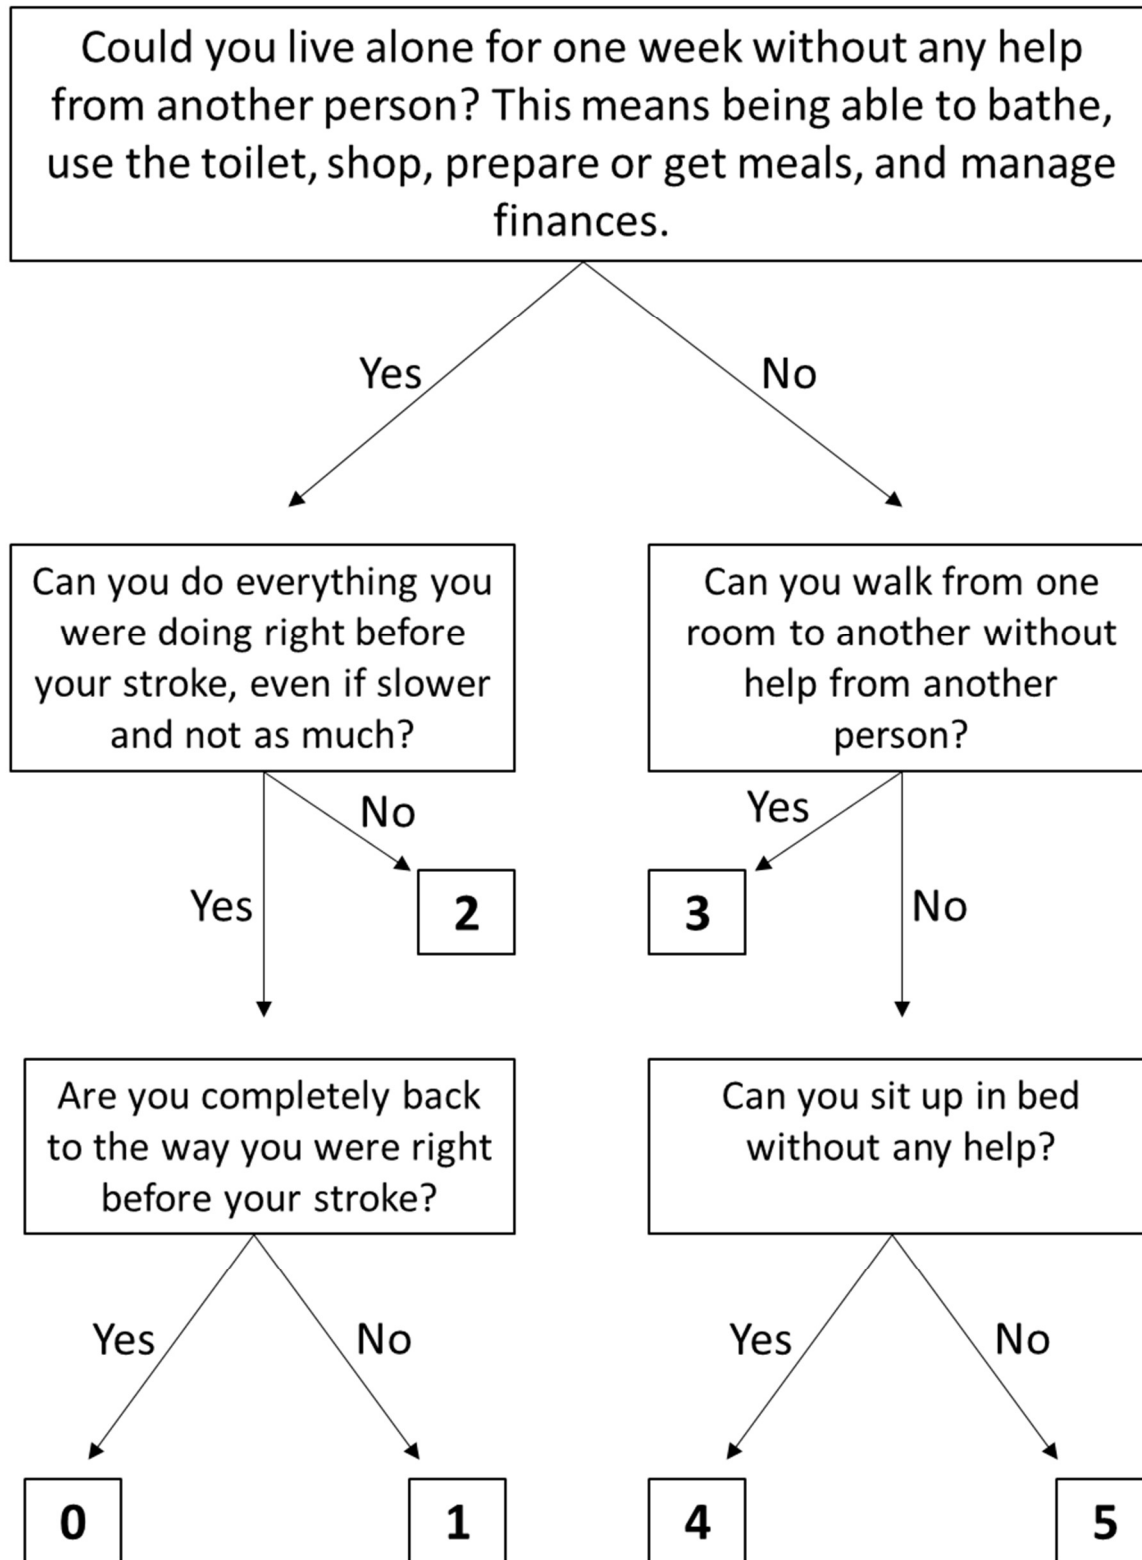 Could you live alone for one week without any help
from another person? This means being able to bathe,
use the toilet, shop, prepare or get meals, and manage
finances.
Yes
No
Can you do everything you
were doing right before
your stroke, even if slower
and not as much?
Can you walk from one
room to another without
help from another
person?
No
Yes
Yes
2
3
No
Are you completely back
to the way you were right
before your stroke?
Can you sit up in bed
without any help?
Yes
No
Yes
No
0
1
4
5